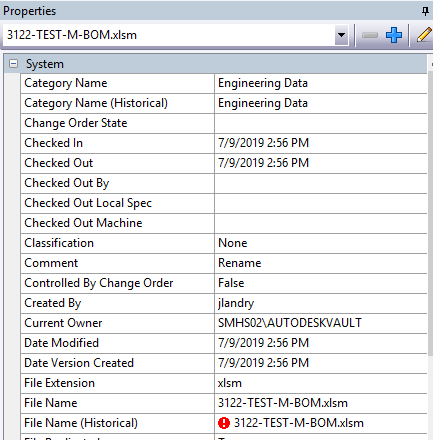 Properties
3122-TEST-M-BOM.xlsm
System
Category Name Engineering Data
Category Name (Historical) Engineering Data
Change Order State
Checked In 7/9/2019 2:56 PM
Checked Out 7/9/2019 2:56 PM
Checked Out By
Checked Out Local Spec
Checked Out Machine
Classification None
Comment Rename
Controlled By Change Order False
Created By jlandry
Current Owner SMHS02\AUTODESKVAULT
Date Modified 7/9/2019 2:56 PM
Date Version Created 7/9/2019 2:56 PM
File Extension xlsm
File Name 3122-TEST-M-BOM.xlsm
File Name (Historical) 3122-TEST-M-BOM.xlsm